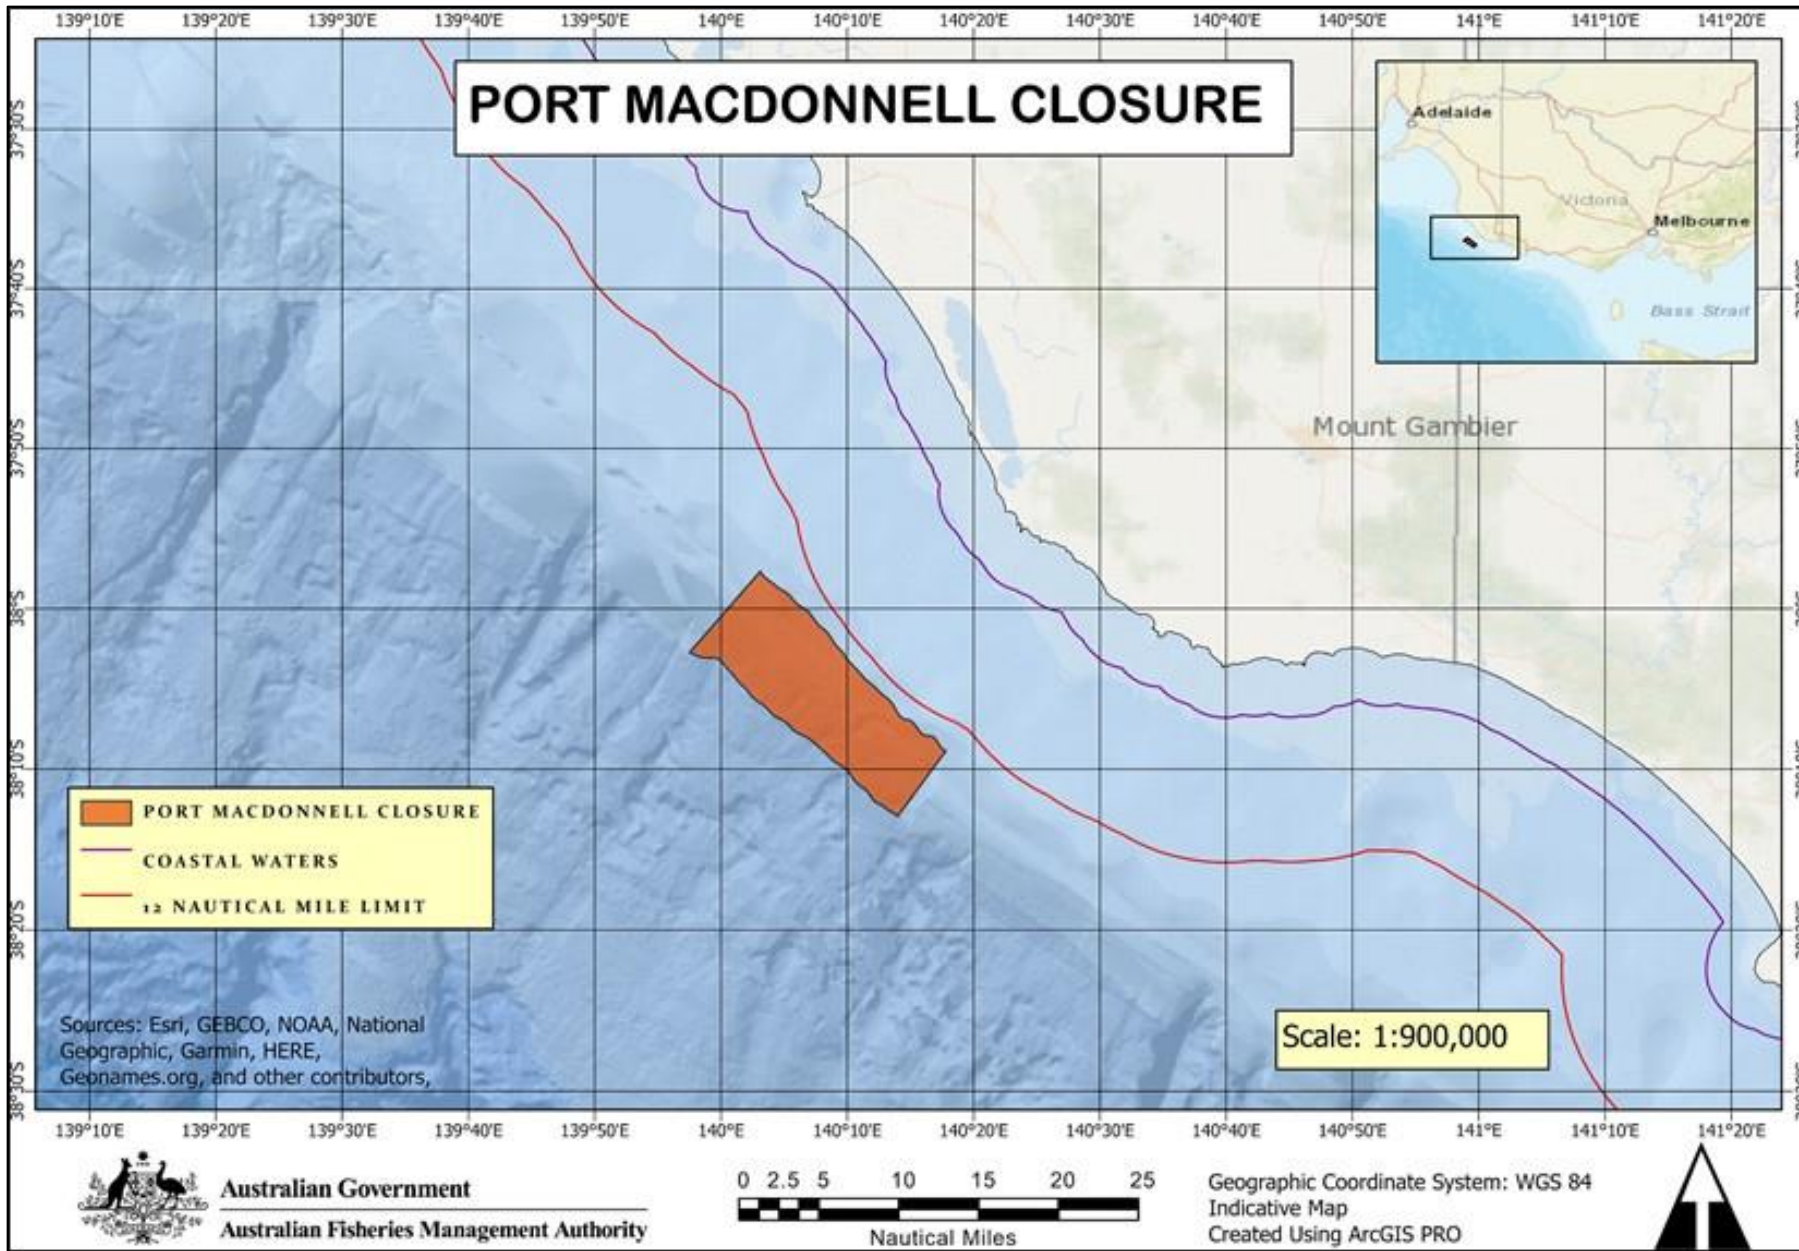 139°10'E 139°20'E 139°30'E 139°40'E 139°50'E 140°E 140°10'E 140°20'E 140°30'E 140°40'E 140°50'E 141°E 141°10'E 141°20'E
PORT MACDONNELL CLOSURE
Adelaide
Victoria
Melbourne
Bass Strait
37°30'S
37°40'S
37°50'S
38°S
38°10'S
38°20'S
38°30'S
Mount Gambier
PORT MACDONNELL CLOSURE
COASTAL WATERS
12 NAUTICAL MILE LIMIT
Sources: Esri, GEBCO, NOAA, National
Geographic, Garmin, HERE,
Geonames.org, and other contributors,
Scale: 1:900,000
139°10'E 139°20'E 139°30'E 139°40'E 139°50'E 140°E 140°10'E 140°20'E 140°30'E 140°40'E 140°50'E 141°E 141°10'E 141°20'E
Australian Government
Australian Fisheries Management Authority
0 2.5 5 10 15 20 25
Nautical Miles
Geographic Coordinate System: WGS 84
Indicative Map
Created Using ArcGIS PRO